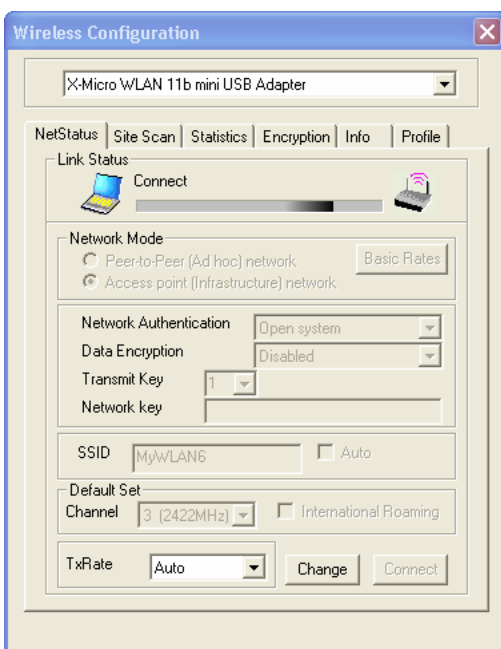 Wireless Configuration
X-Micro WLAN 11b mini USB Adapter
NetStatus Site Scan Statistics Encryption Info Profile
Link Status
Connect
Network Mode
Peer-to-Peer (Ad hoc) network
Basic Rates
Access point (Infrastructure) network
Network Authentication Open system
Data Encryption Disabled
Transmit Key 1
Network key
SSID MyWLAN6 Auto
Default Set
Channel 3 (2422MHz) International Roaming
TxRate Auto Change Connect